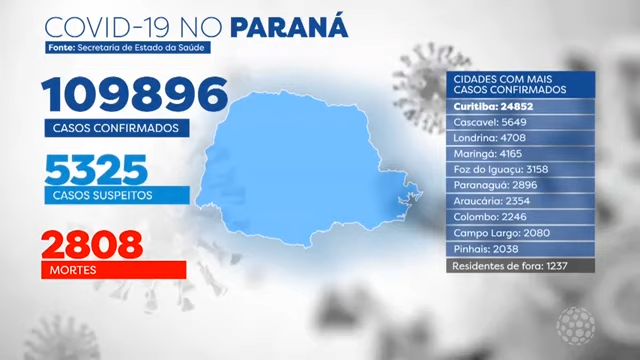 COVID-19 NO PARANÁ
Fonte: Secretaria de Estado da Saúde
109896
CASOS CONFIRMADOS
5325
CASOS SUSPEITOS
2808
MORTES
CIDADES COM MAIS
CASOS CONFIRMADOS
Curitiba: 24852
Cascavel: 5649
Londrina: 4708
Maringá: 4165
Foz do Iguaçu: 3158
Paranaguá: 2896
Araucária: 2354
Colombo: 2246
Campo Largo: 2080
Pinhais: 2038
Residentes de fora: 1237